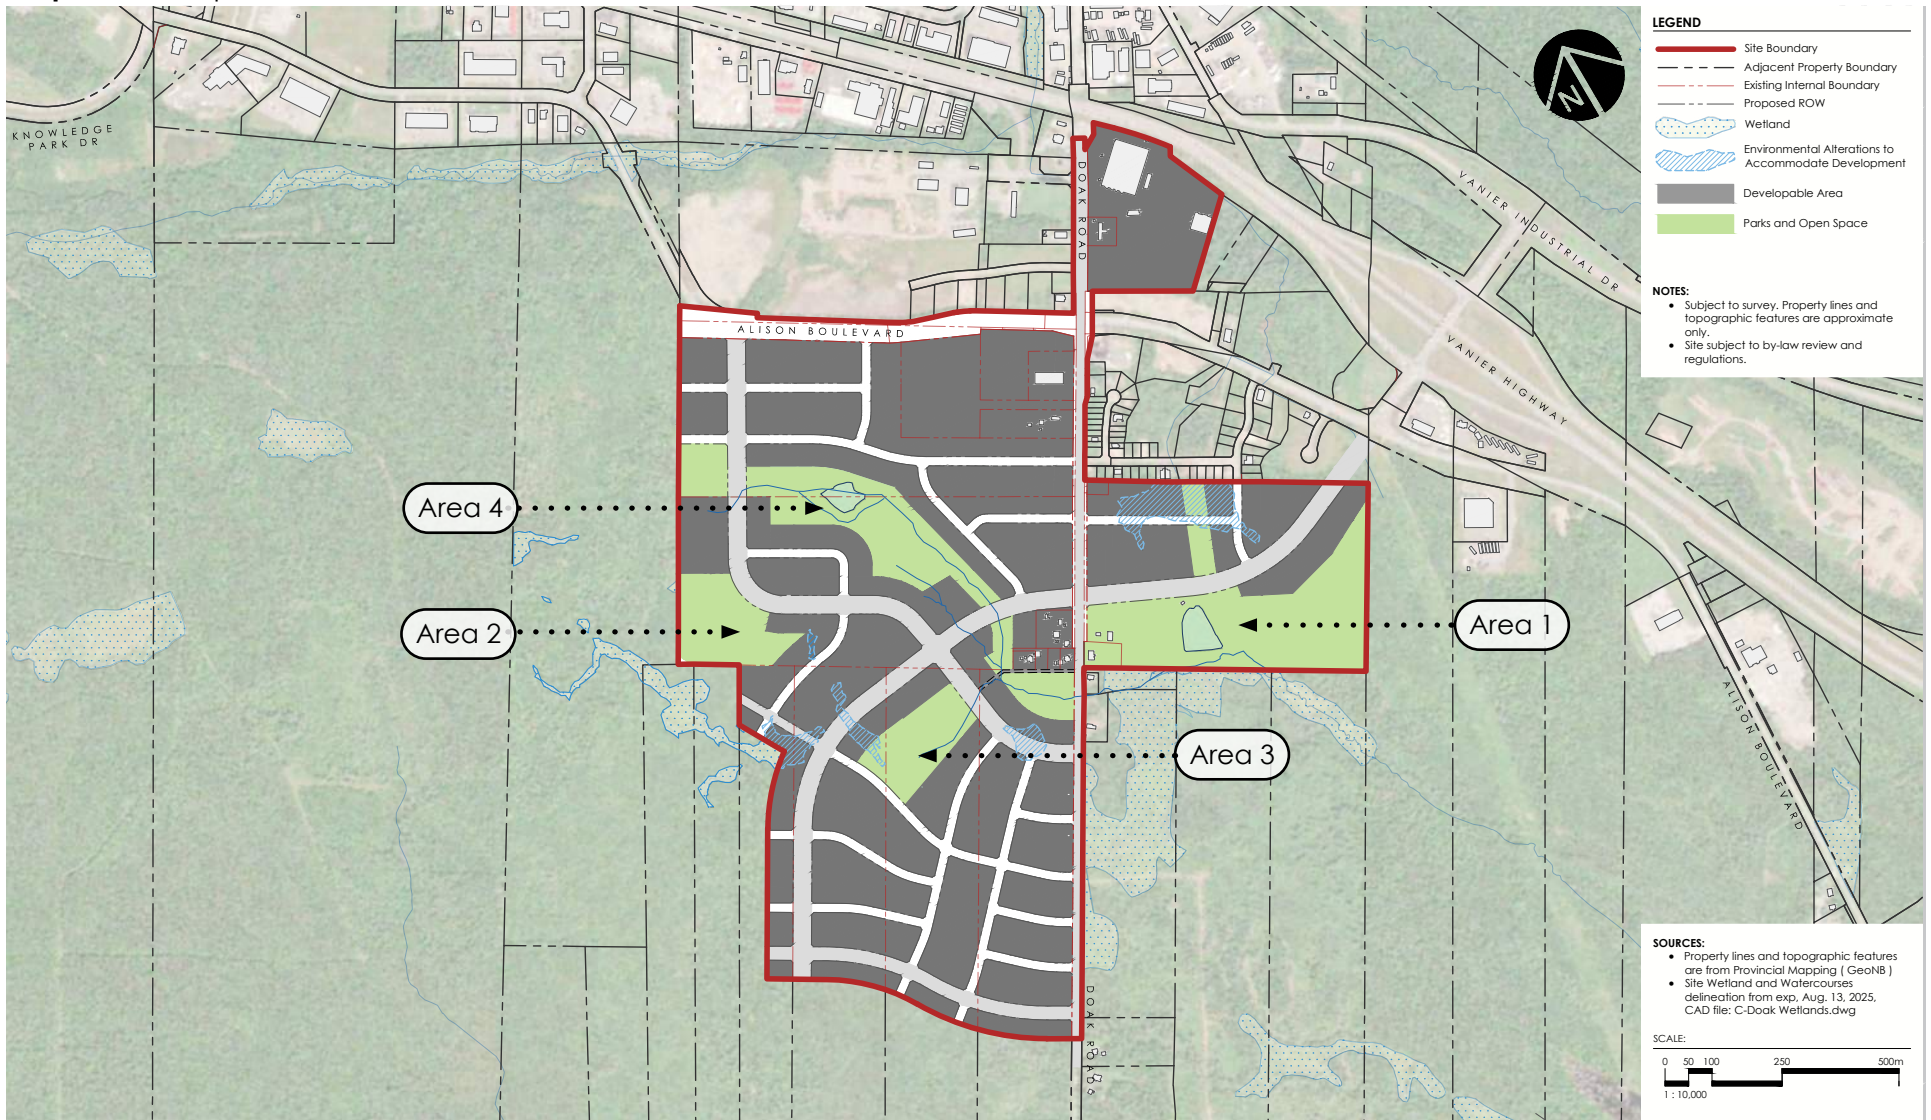 KNOWLEDGE
PARK DR
DOAK ROAD
ALISON BOULEVARD
VANIER INDUSTRIAL DR
VANIER HIGHWAY
Area 4
Area 2
Area 1
Area 3
ALISON BOULEVARD
DOAK ROAD
N
LEGEND
Site Boundary
Adjacent Property Boundary
Existing Internal Boundary
Proposed ROW
Wetland
Environmental Alterations to
Accommodate Development
Developable Area
Parks and Open Space
NOTES:
• Subject to survey. Property lines and
topographic features are approximate
only.
• Site subject to by-law review and
regulations.
SOURCES:
• Property lines and topographic features
are from Provincial Mapping ( GeoNB )
• Site Wetland and Watercourses
delineation from exp, Aug. 13, 2025,
CAD file: C-Doak Wetlands.dwg
SCALE:
0 50 100 250 500m
1 : 10,000